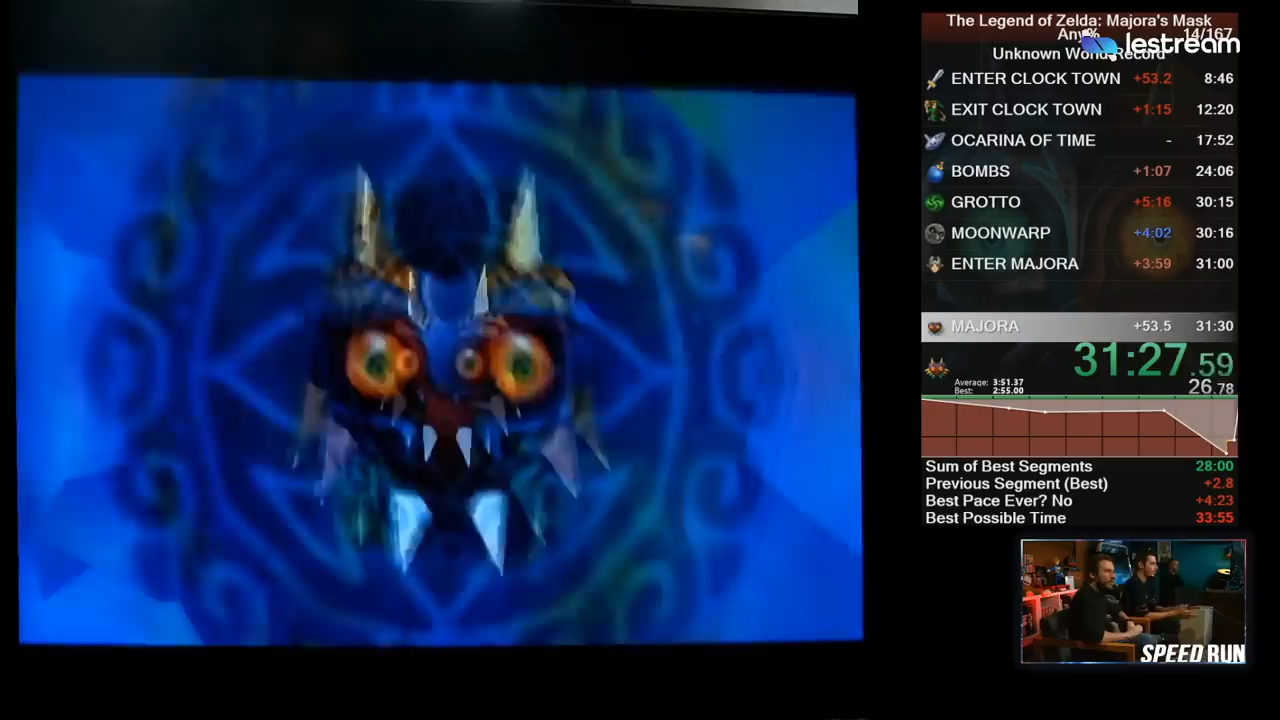 The Legend of Zelda: Majora's Mask
Any% 14/167
lestream
Unknown World Record
ENTER CLOCK TOWN +53.2 8:46
EXIT CLOCK TOWN +1:15 12:20
OCARINA OF TIME - 17:52
BOMBS +1:07 24:06
GROTTO +5:16 30:15
MOONWARP +4:02 30:16
ENTER MAJORA +3:59 31:00
MAJORA +53.5 31:30
31:27.59
Average: 3:51.37 26.78
Best: 2:55.00
Sum of Best Segments 28:00
Previous Segment (Best) +2.8
Best Pace Ever? No +4:23
Best Possible Time 33:55
SPEED RUN